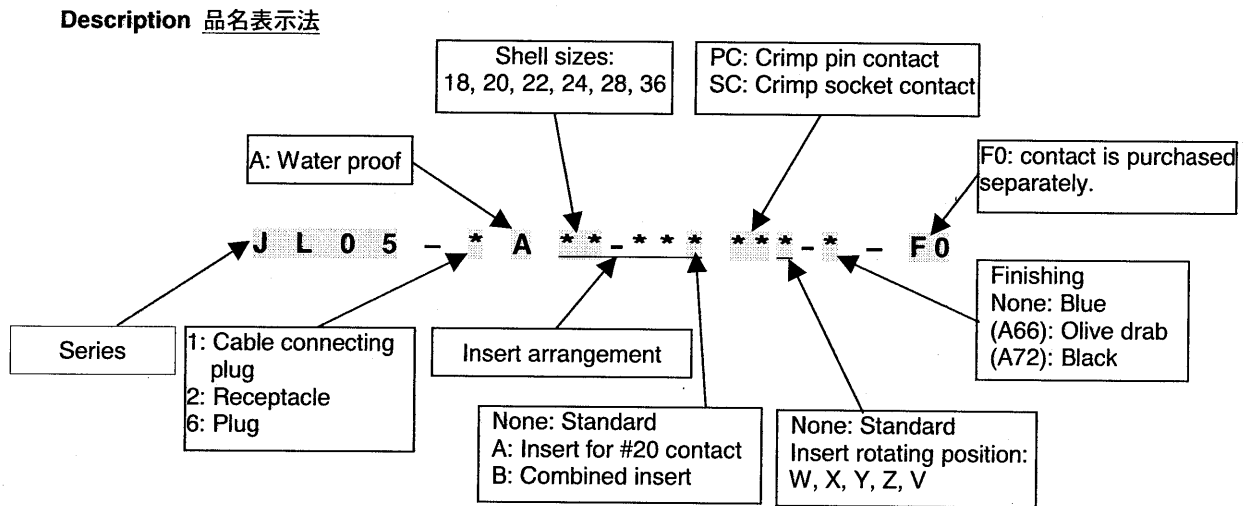 Description 品名表示法
Shell sizes:
18, 20, 22, 24, 28, 36
PC: Crimp pin contact
SC: Crimp socket contact
A: Water proof
F0: contact is purchased
separately.
J L 0 5 – * A * * - * * * * * * - * – F0
Series
1: Cable connecting
plug
2: Receptacle
6: Plug
Insert arrangement
Finishing
None: Blue
(A66): Olive drab
(A72): Black
None: Standard
A: Insert for #20 contact
B: Combined insert
None: Standard
Insert rotating position:
W, X, Y, Z, V